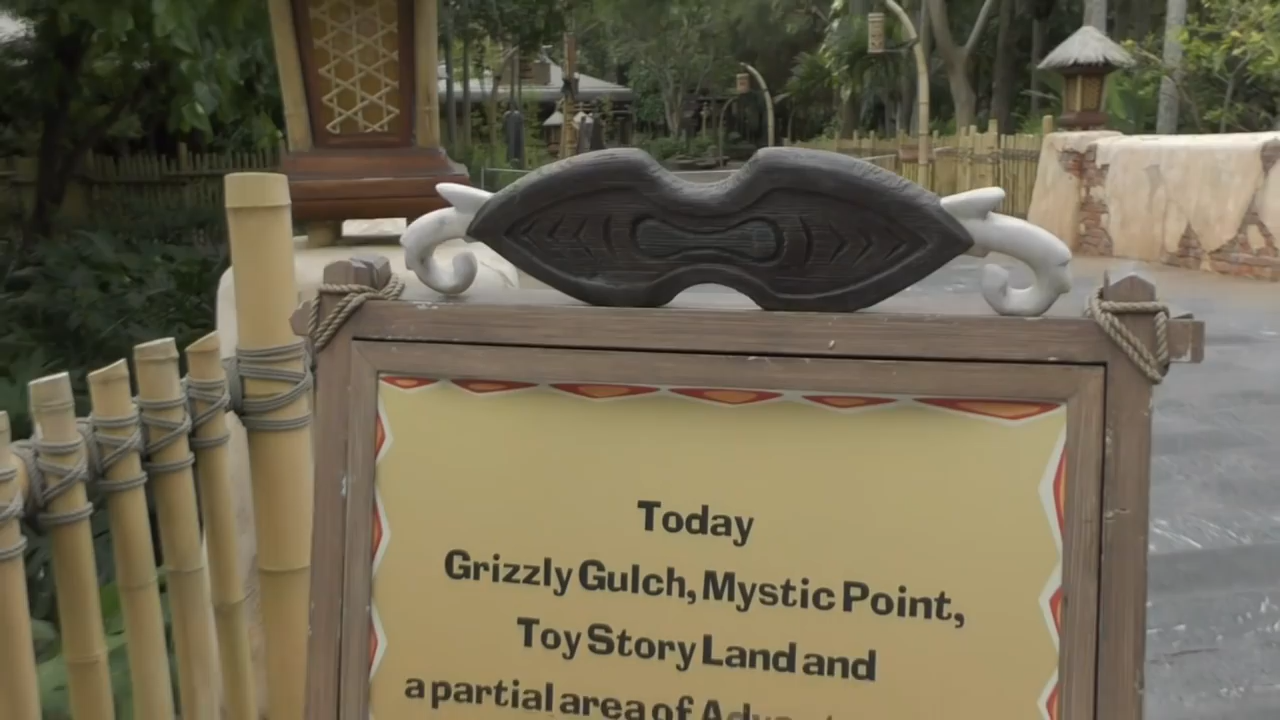 Today
Grizzly Gulch, Mystic Point,
Toy Story Land and
a partial area of